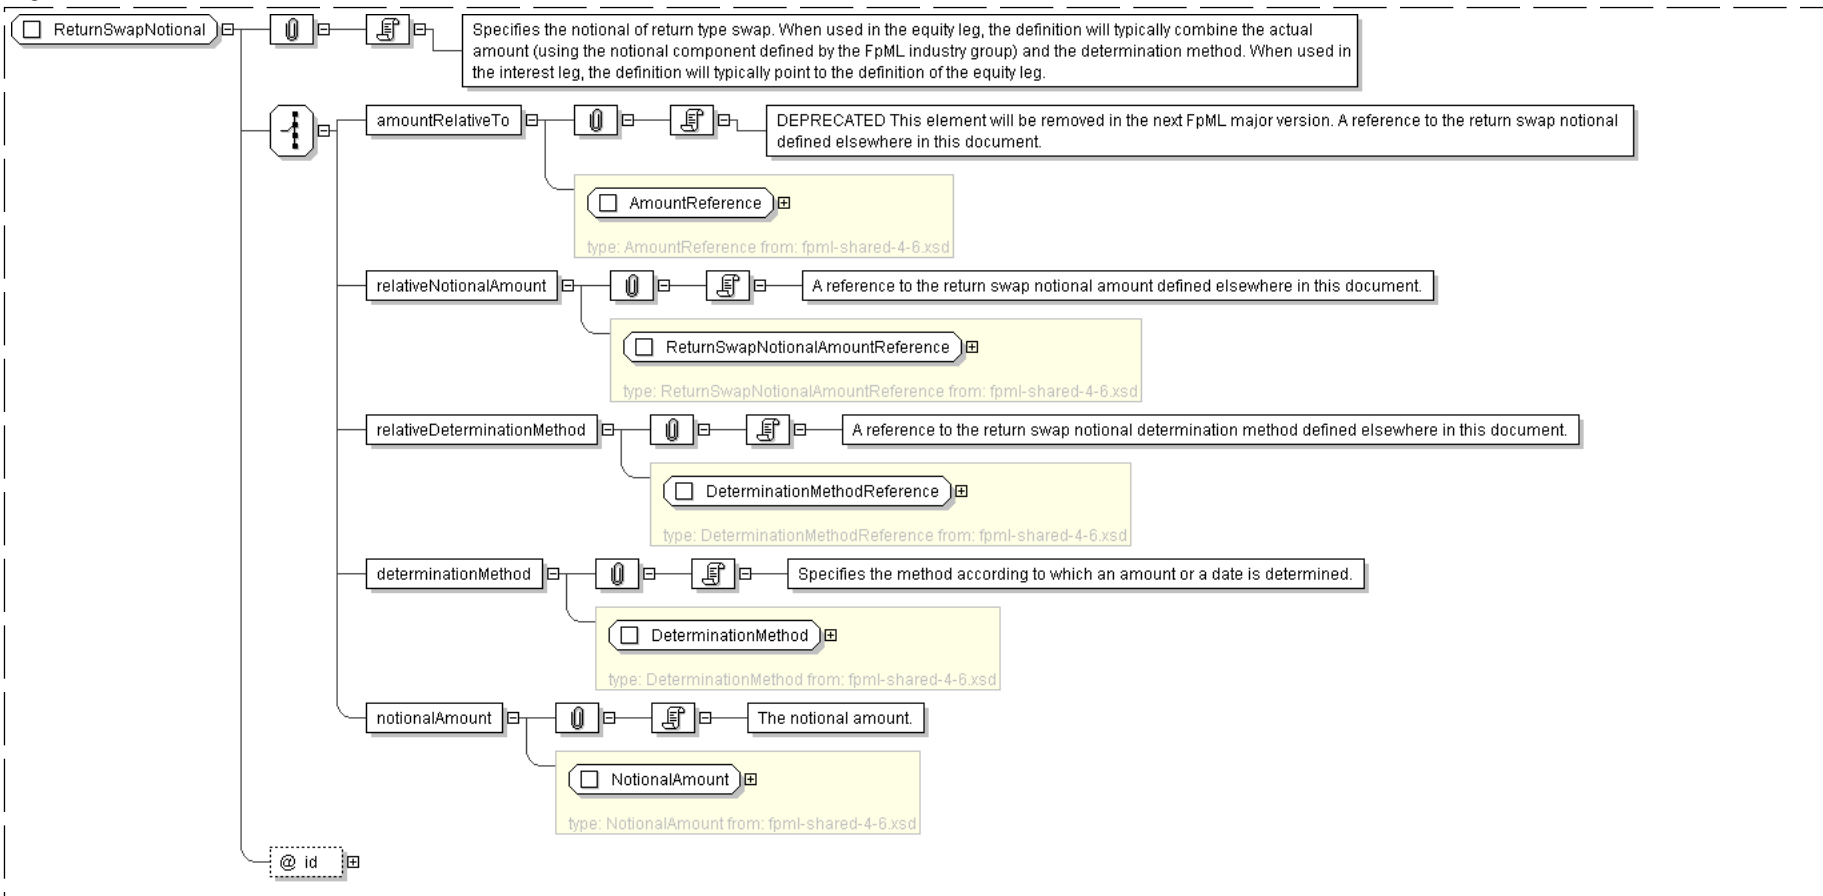 ReturnSwapNotional
Specifies the notional of return type swap. When used in the equity leg, the definition will typically combine the actual
amount (using the notional component defined by the FpML industry group) and the determination method. When used in
the interest leg, the definition will typically point to the definition of the equity leg.
amountRelativeTo
DEPRECATED This element will be removed in the next FpML major version. A reference to the return swap notional
defined elsewhere in this document.
AmountReference
type: AmountReference from: fpml-shared-4-6.xsd
relativeNotionalAmount
A reference to the return swap notional amount defined elsewhere in this document.
ReturnSwapNotionalAmountReference
type: ReturnSwapNotionalAmountReference from: fpml-shared-4-6.xsd
relativeDeterminationMethod
A reference to the return swap notional determination method defined elsewhere in this document.
DeterminationMethodReference
type: DeterminationMethodReference from: fpml-shared-4-6.xsd
determinationMethod
Specifies the method according to which an amount or a date is determined.
DeterminationMethod
type: DeterminationMethod from: fpml-shared-4-6.xsd
notionalAmount
The notional amount.
NotionalAmount
type: NotionalAmount from: fpml-shared-4-6.xsd
@ id